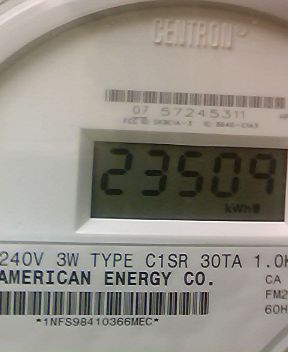 CENTRON®
07 57245311
23509
kWh
240V 3W TYPE C1SR 30TA 1.0K
AMERICAN ENERGY CO.
CA
FM2
60H
*1NFS98410366MEC*